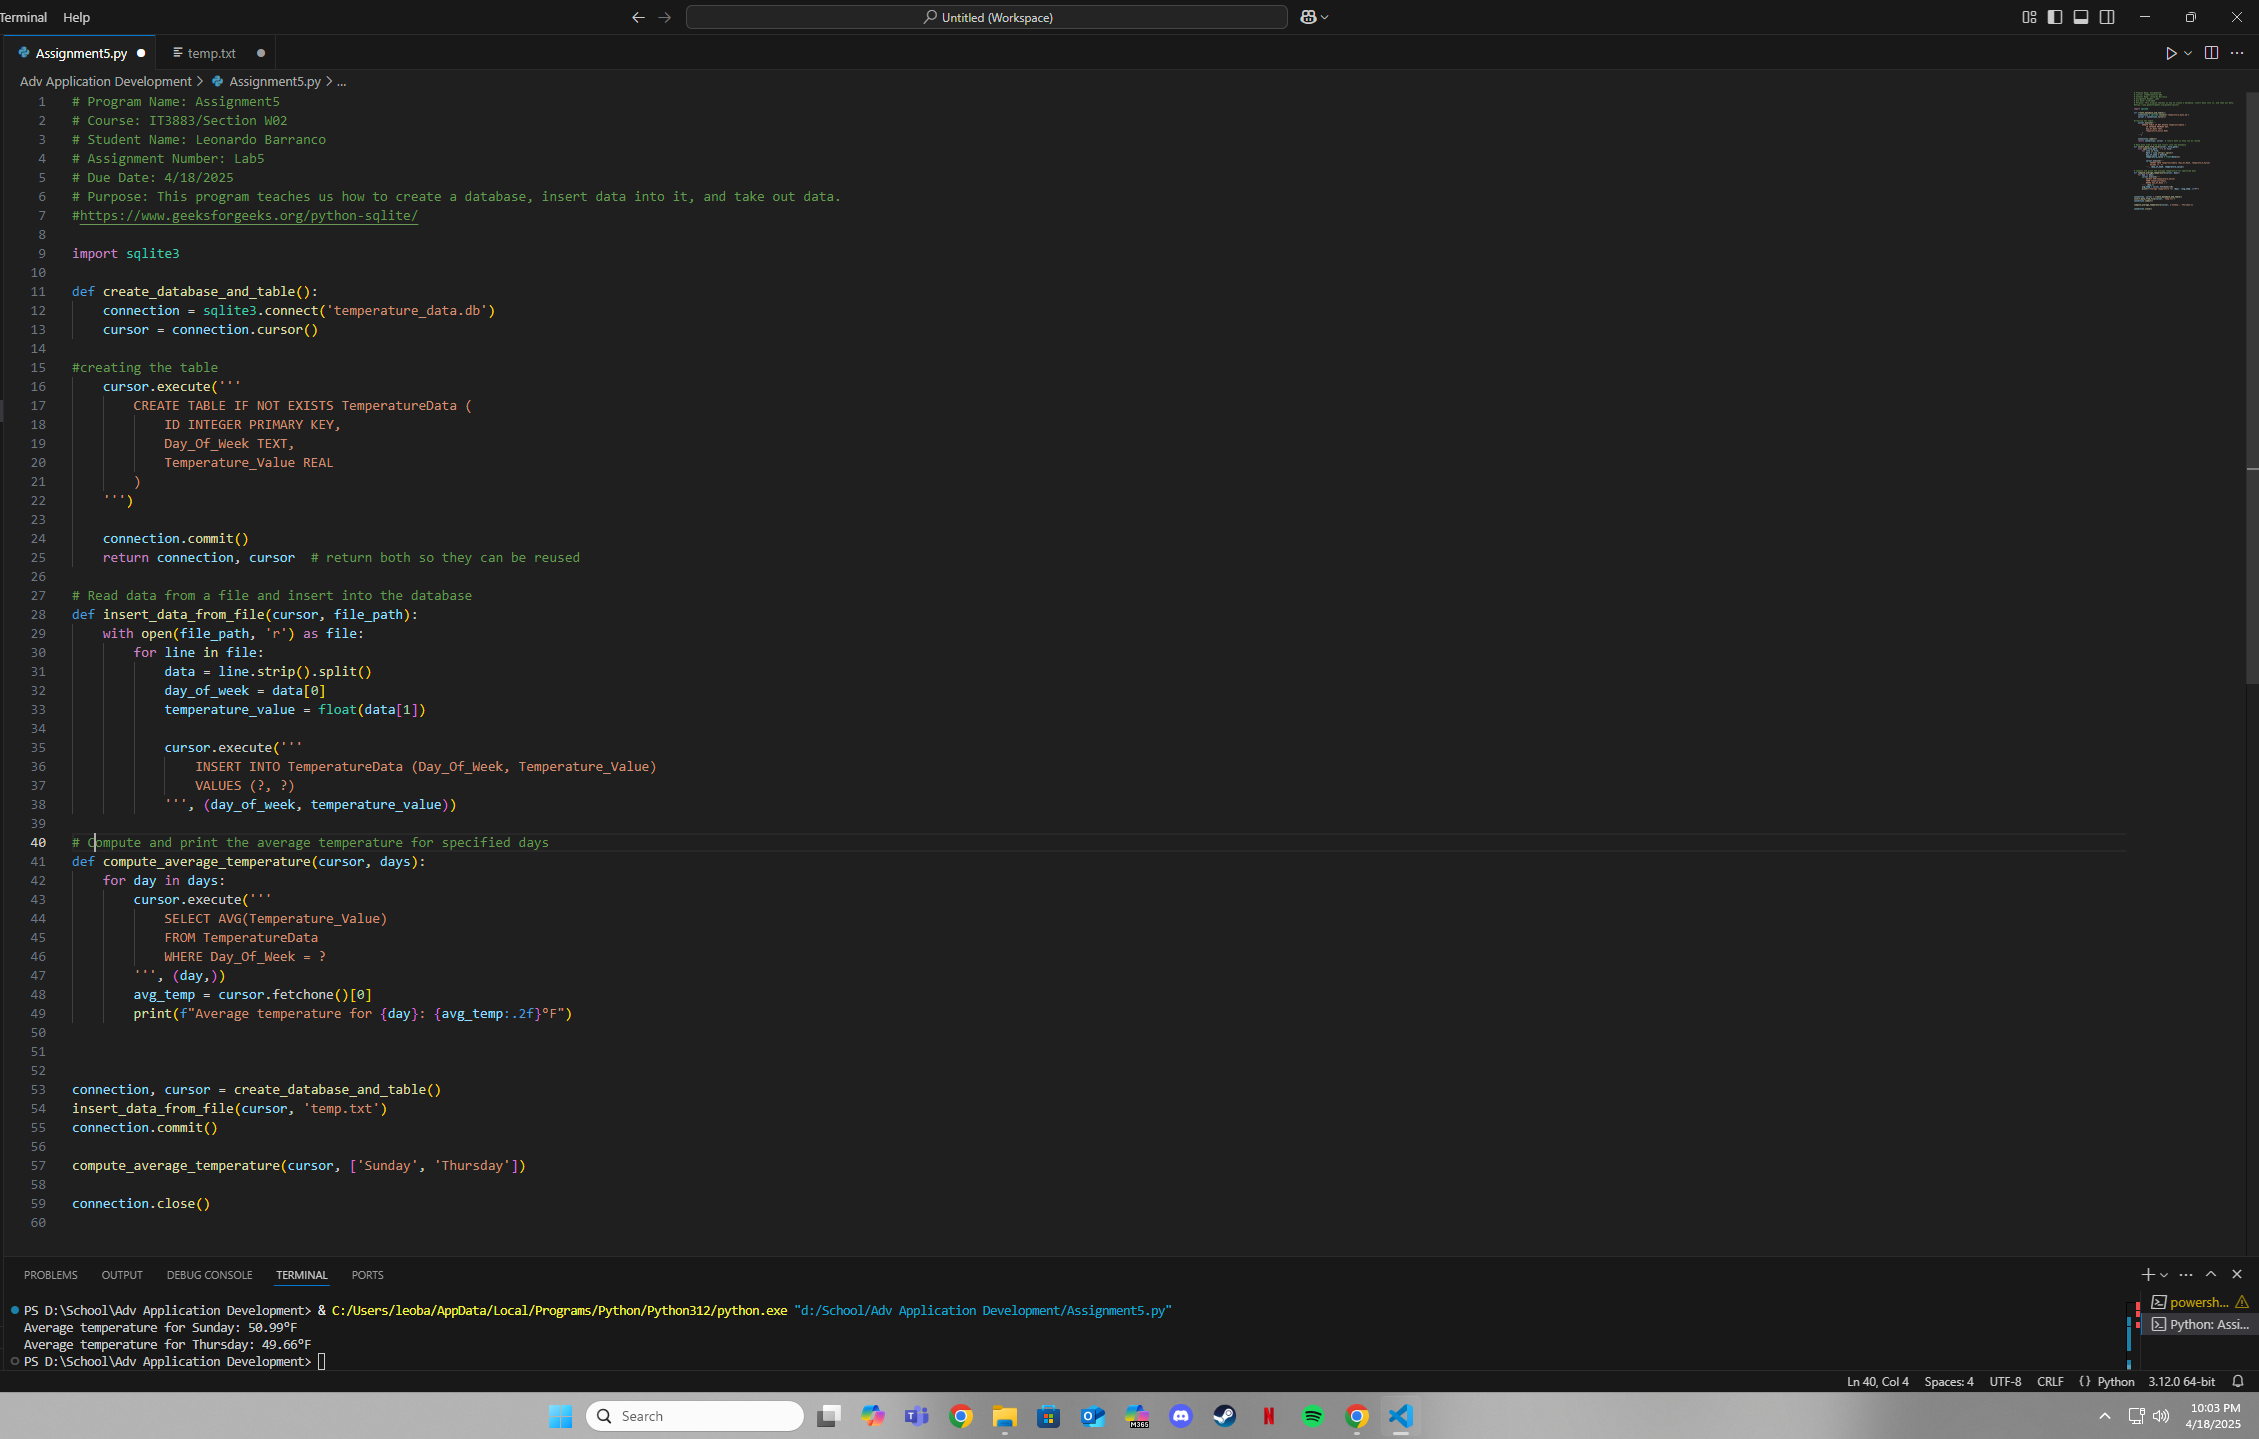 Terminal Help
Untitled (Workspace)
Assignment5.py temp.txt
Adv Application Development > Assignment5.py > ...
1 # Program Name: Assignment5
2 # Course: IT3883/Section W02
3 # Student Name: Leonardo Barranco
4 # Assignment Number: Lab5
5 # Due Date: 4/18/2025
6 # Purpose: This program teaches us how to create a database, insert data into it, and take out data.
7 #https://www.geeksforgeeks.org/python-sqlite/
8
9 import sqlite3
10
11 def create_database_and_table():
12     connection = sqlite3.connect('temperature_data.db')
13     cursor = connection.cursor()
14
15 #creating the table
16     cursor.execute('''
17         CREATE TABLE IF NOT EXISTS TemperatureData (
18             ID INTEGER PRIMARY KEY,
19             Day_Of_Week TEXT,
20             Temperature_Value REAL
21         )
22     ''')
23
24     connection.commit()
25     return connection, cursor  # return both so they can be reused
26
27 # Read data from a file and insert into the database
28 def insert_data_from_file(cursor, file_path):
29     with open(file_path, 'r') as file:
30         for line in file:
31             data = line.strip().split()
32             day_of_week = data[0]
33             temperature_value = float(data[1])
34
35             cursor.execute('''
36                 INSERT INTO TemperatureData (Day_Of_Week, Temperature_Value)
37                 VALUES (?, ?)
38             ''', (day_of_week, temperature_value))
39
40 # Compute and print the average temperature for specified days
41 def compute_average_temperature(cursor, days):
42     for day in days:
43         cursor.execute('''
44             SELECT AVG(Temperature_Value)
45             FROM TemperatureData
46             WHERE Day_Of_Week = ?
47         ''', (day,))
48         avg_temp = cursor.fetchone()[0]
49         print(f"Average temperature for {day}: {avg_temp:.2f}°F")
50
51
52
53 connection, cursor = create_database_and_table()
54 insert_data_from_file(cursor, 'temp.txt')
55 connection.commit()
56
57 compute_average_temperature(cursor, ['Sunday', 'Thursday'])
58
59 connection.close()
60
PROBLEMS OUTPUT DEBUG CONSOLE TERMINAL PORTS
PS D:\School\Adv Application Development> & C:/Users/leoba/AppData/Local/Programs/Python/Python312/python.exe "d:/School/Adv Application Development/Assignment5.py"
Average temperature for Sunday: 50.99°F
Average temperature for Thursday: 49.66°F
PS D:\School\Adv Application Development>
powersh...
Python: Assi...
Ln 40, Col 4 Spaces: 4 UTF-8 CRLF {} Python 3.12.0 64-bit
Search
M365
10:03 PM
4/18/2025